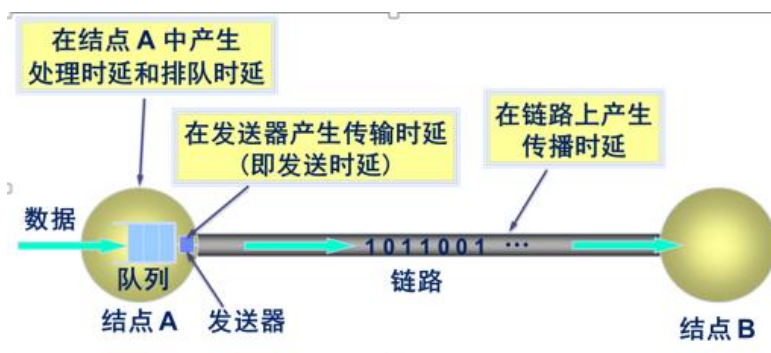 在结点 A 中产生
处理时延和排队时延
在发送器产生传输时延
(即发送时延)
在链路上产生
传播时延
数据
1011001 …
队列
链路
结点 A
发送器
结点 B